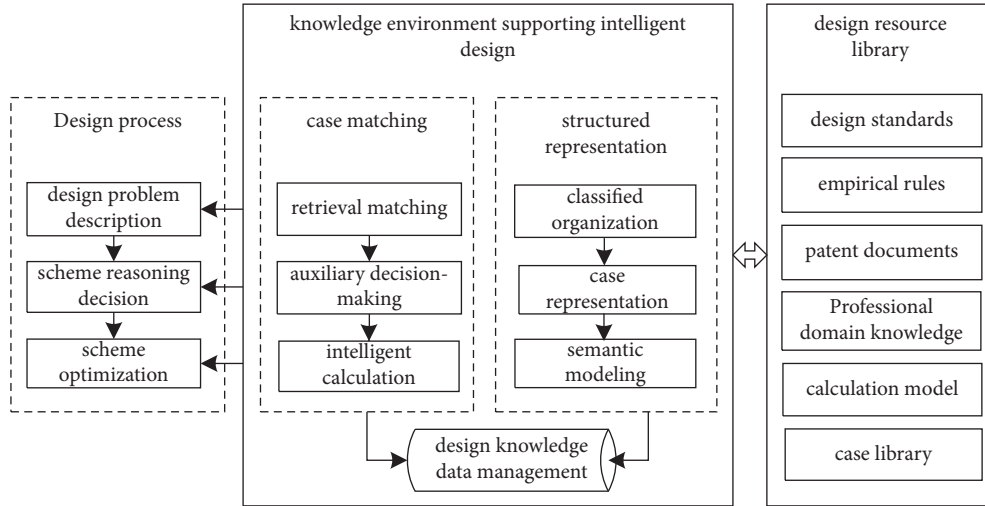 knowledge environment supporting intelligent
design
design resource
library
Design process
design problem
description
scheme reasoning
decision
scheme
optimization
case matching
retrieval matching
auxiliary decision-
making
intelligent
calculation
structured
representation
classified
organization
case
representation
semantic
modeling
design knowledge
data management
design standards
empirical rules
patent documents
Professional
domain knowledge
calculation model
case library